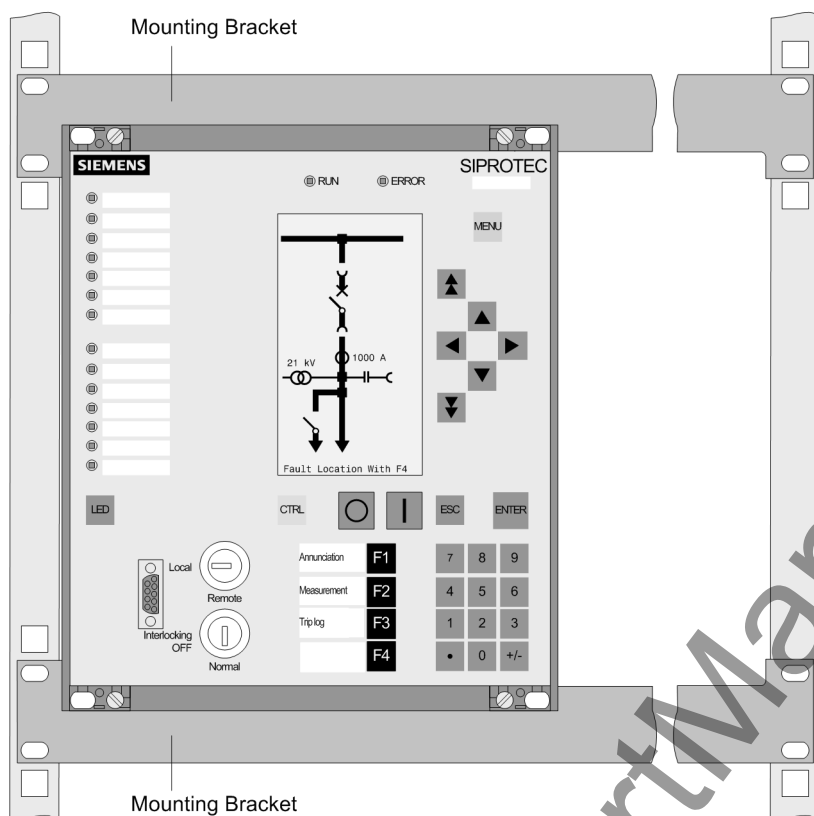 Mounting Bracket
SIEMENS
SIPROTEC
RUN
ERROR
MENU
21 kV
1000 A
Fault Location With F4
LED
CTRL
ESC
ENTER
Annunciation
F1
7
8
9
Local
Remote
Measurement
F2
4
5
6
Trip log
F3
1
2
3
Interlocking
OFF
Normal
F4
•
0
+/-
Mounting Bracket